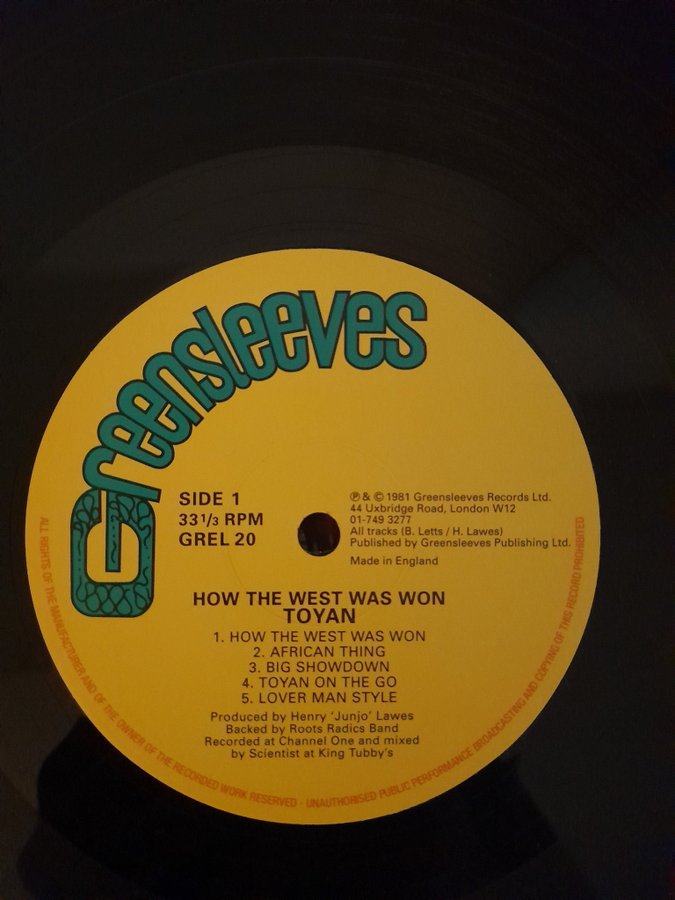 Greensleeves
SIDE 1
33 1/3 RPM
GREL 20
℗ & © 1981 Greensleeves Records Ltd.
44 Uxbridge Road, London W12
01-749 3277
All tracks (B. Letts / H. Lawes)
Published by Greensleeves Publishing Ltd.
Made in England
HOW THE WEST WAS WON
TOYAN
1. HOW THE WEST WAS WON
2. AFRICAN THING
3. BIG SHOWDOWN
4. TOYAN ON THE GO
5. LOVER MAN STYLE
Produced by Henry 'Junjo' Lawes
Backed by Roots Radics Band
Recorded at Channel One and mixed
by Scientist at King Tubby's
ALL RIGHTS OF THE MANUFACTURER AND OF THE OWNER OF THE RECORDED WORK RESERVED - UNAUTHORISED PUBLIC PERFORMANCE BROADCASTING AND COPYING OF THIS RECORD PROHIBITED